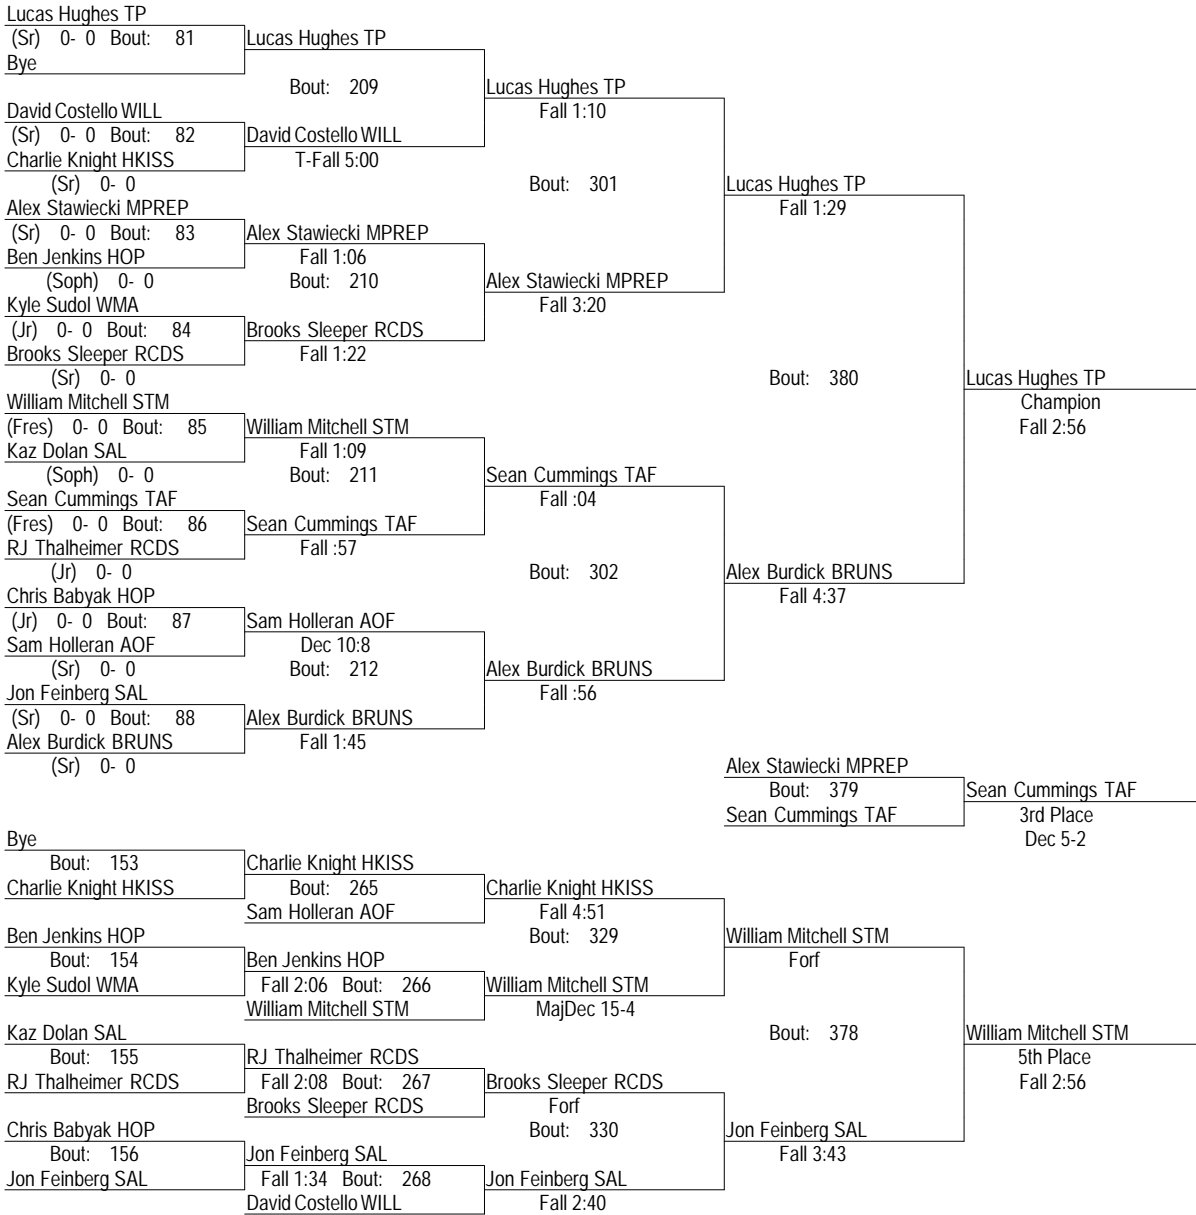 Lucas Hughes TP
(Sr) 0- 0 Bout: 81 Lucas Hughes TP
Bye
Bout: 209 Lucas Hughes TP
David Costello WILL Fall 1:10
(Sr) 0- 0 Bout: 82 David Costello WILL
Charlie Knight HKISS T-Fall 5:00
(Sr) 0- 0 Bout: 301 Lucas Hughes TP
Alex Stawiecki MPREP Fall 1:29
(Sr) 0- 0 Bout: 83 Alex Stawiecki MPREP
Ben Jenkins HOP Fall 1:06
(Soph) 0- 0 Bout: 210 Alex Stawiecki MPREP
Kyle Sudol WMA Fall 3:20
(Jr) 0- 0 Bout: 84 Brooks Sleeper RCDS
Brooks Sleeper RCDS Fall 1:22
(Sr) 0- 0 Bout: 380 Lucas Hughes TP
William Mitchell STM Champion
(Fres) 0- 0 Bout: 85 William Mitchell STM Fall 2:56
Kaz Dolan SAL Fall 1:09
(Soph) 0- 0 Bout: 211 Sean Cummings TAF
Sean Cummings TAF Fall :04
(Fres) 0- 0 Bout: 86 Sean Cummings TAF
RJ Thalheimer RCDS Fall :57
(Jr) 0- 0 Bout: 302 Alex Burdick BRUNS
Chris Babyak HOP Fall 4:37
(Jr) 0- 0 Bout: 87 Sam Holleran AOF
Sam Holleran AOF Dec 10:8
(Sr) 0- 0 Bout: 212 Alex Burdick BRUNS
Jon Feinberg SAL Fall :56
(Sr) 0- 0 Bout: 88 Alex Burdick BRUNS
Alex Burdick BRUNS Fall 1:45
(Sr) 0- 0 Alex Stawiecki MPREP
Bout: 379 Sean Cummings TAF
Sean Cummings TAF 3rd Place
Bye Dec 5-2
Bout: 153 Charlie Knight HKISS
Charlie Knight HKISS Bout: 265 Charlie Knight HKISS
Sam Holleran AOF Fall 4:51
Ben Jenkins HOP Bout: 329 William Mitchell STM
Bout: 154 Ben Jenkins HOP Forf
Kyle Sudol WMA Fall 2:06 Bout: 266 William Mitchell STM
William Mitchell STM MajDec 15-4
Kaz Dolan SAL Bout: 378 William Mitchell STM
Bout: 155 RJ Thalheimer RCDS 5th Place
RJ Thalheimer RCDS Fall 2:08 Bout: 267 Brooks Sleeper RCDS Fall 2:56
Brooks Sleeper RCDS Forf
Chris Babyak HOP Bout: 330 Jon Feinberg SAL
Bout: 156 Jon Feinberg SAL Fall 3:43
Jon Feinberg SAL Fall 1:34 Bout: 268 Jon Feinberg SAL
David Costello WILL Fall 2:40